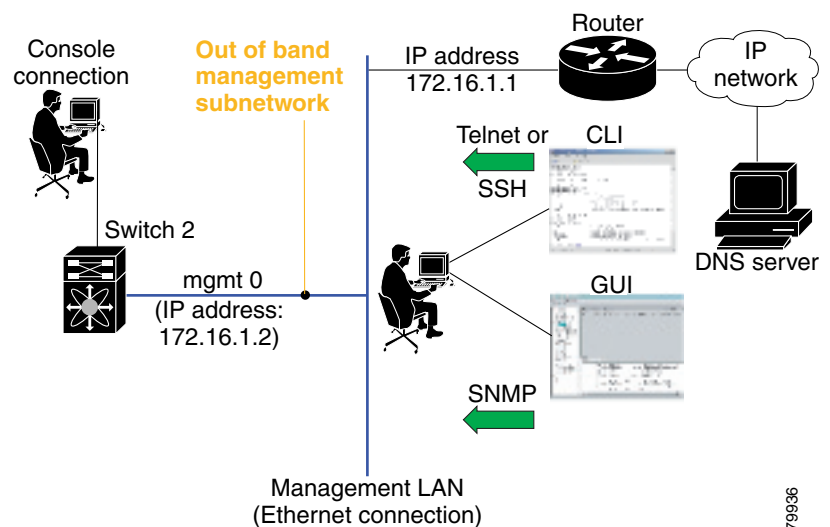 Console
connection
Out of band
management
subnetwork
IP address
172.16.1.1
Router
IP
network
Telnet or
SSH
CLI
Switch 2
mgmt 0
(IP address:
172.16.1.2)
DNS server
GUI
SNMP
Management LAN
(Ethernet connection)
79936